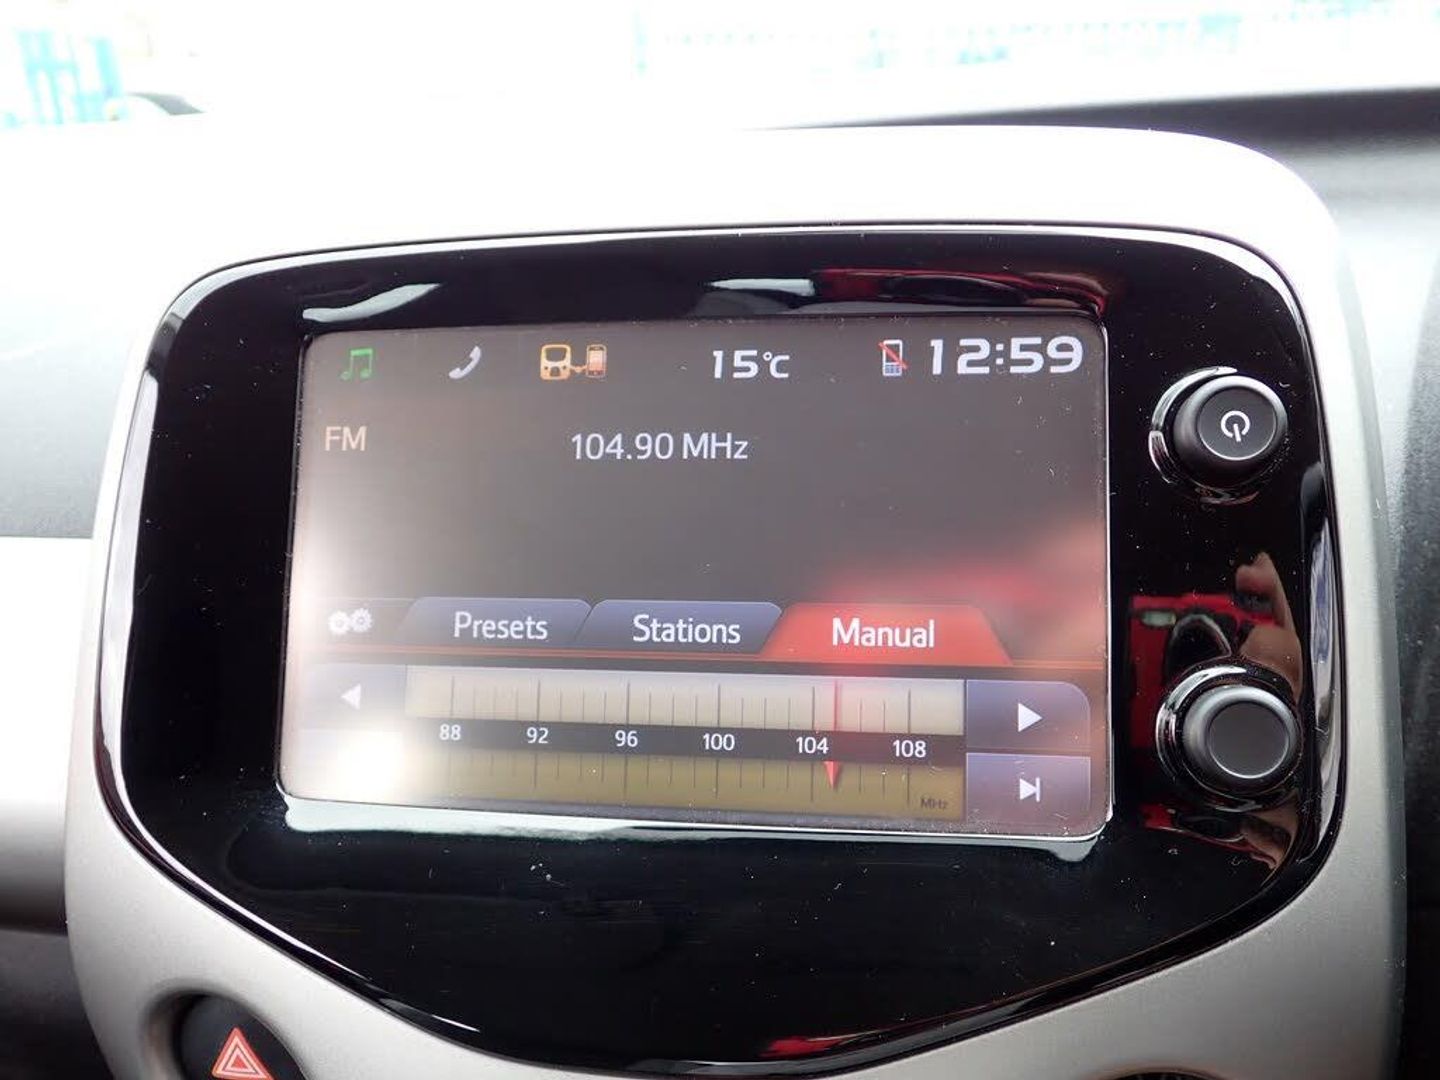 15°C 12:59
FM 104.90 MHz
Presets Stations Manual
88 92 96 100 104 108
MHz